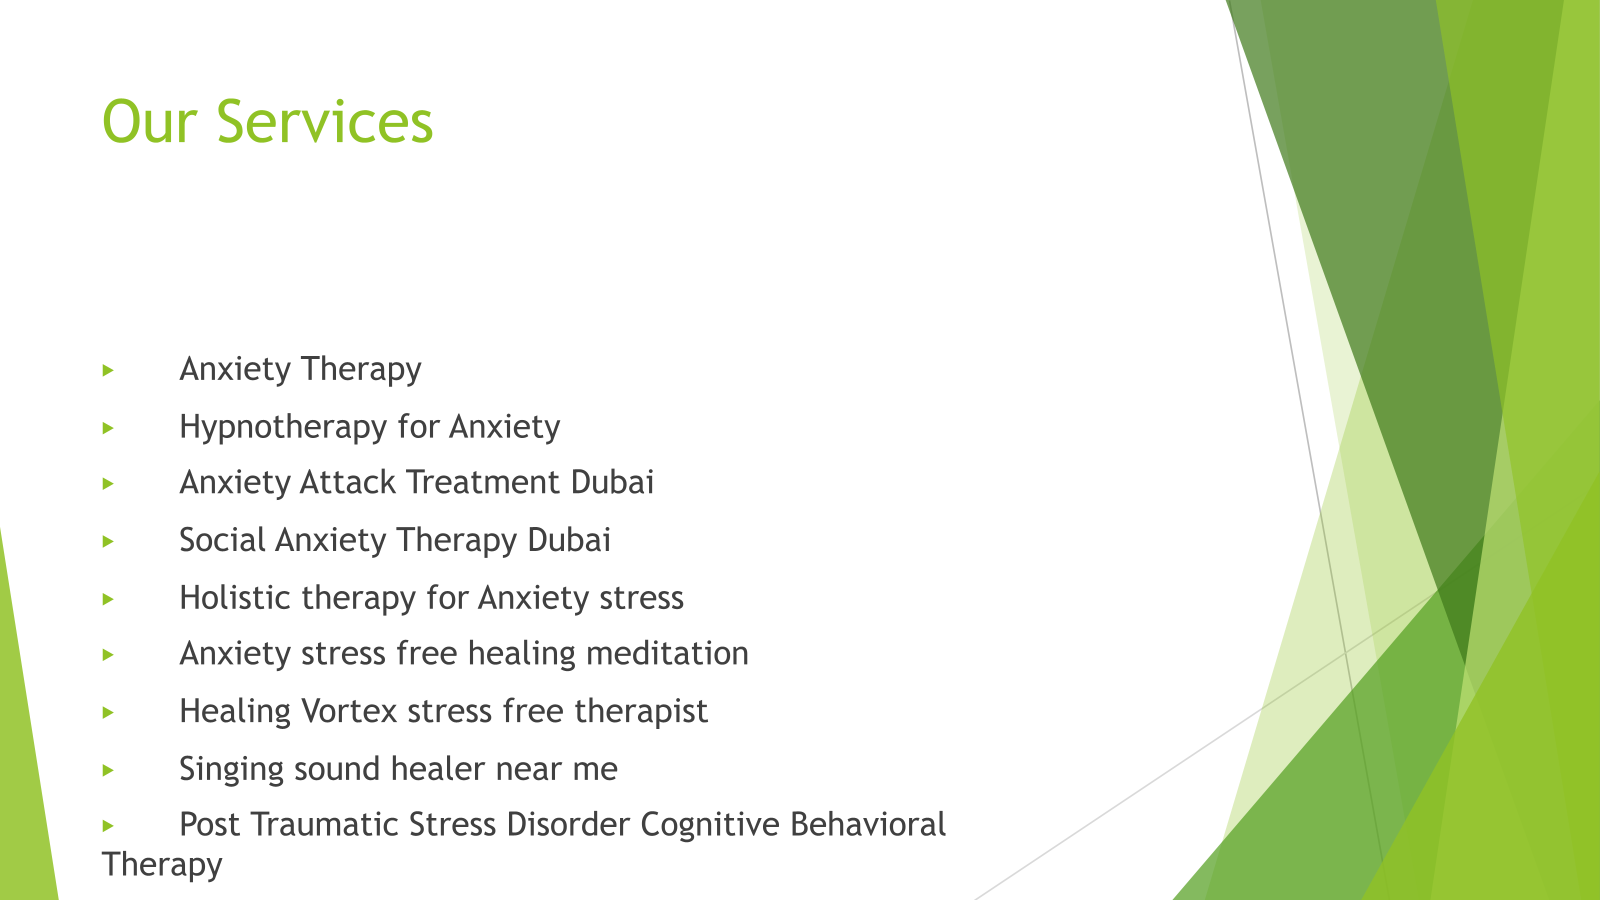 Our Services
Anxiety Therapy
Hypnotherapy for Anxiety
Anxiety Attack Treatment Dubai
Social Anxiety Therapy Dubai
Holistic therapy for Anxiety stress
Anxiety stress free healing meditation
Healing Vortex stress free therapist
Singing sound healer near me
Post Traumatic Stress Disorder Cognitive Behavioral
Therapy